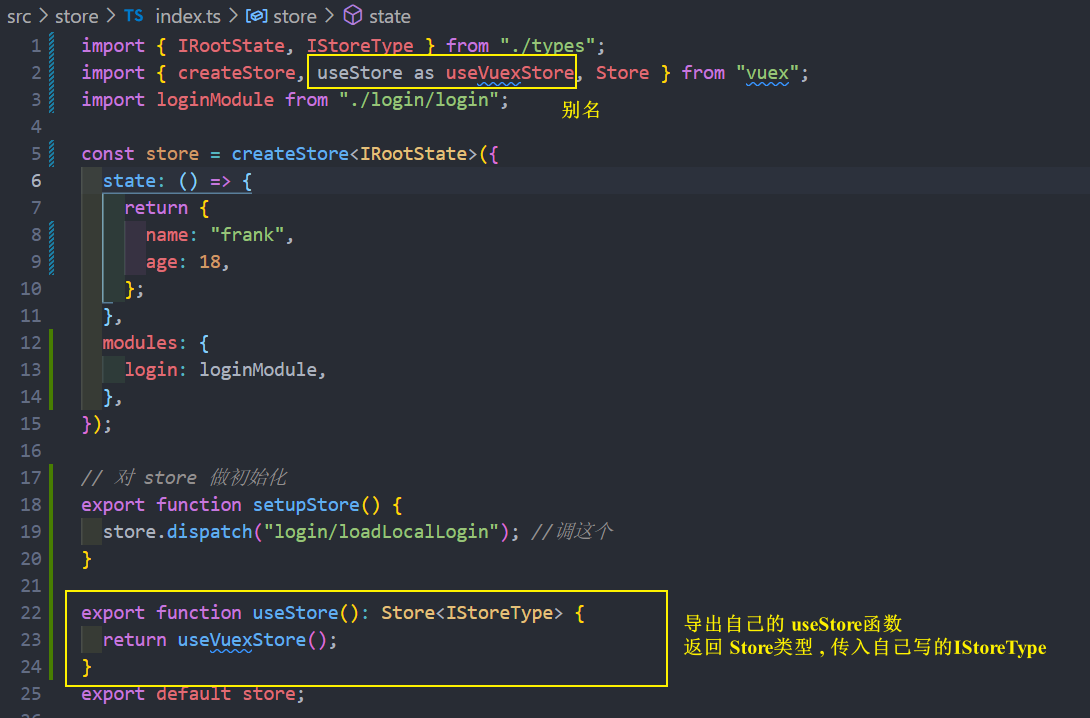 src > store > TS index.ts > store > state
1 import { IRootState, IStoreType } from "./types";
2 import { createStore, useStore as useVuexStore, Store } from "vuex";
3 import loginModule from "./login/login";
别名
4
5 const store = createStore<IRootState>({
6 state: () => {
7 return {
8 name: "frank",
9 age: 18,
10 };
11 },
12 modules: {
13 login: loginModule,
14 },
15 });
16
17 // 对 store 做初始化
18 export function setupStore() {
19 store.dispatch("login/loadLocalLogin"); //调这个
20 }
21
22 export function useStore(): Store<IStoreType> {
23 return useVuexStore();
24 }
导出自己的 useStore函数
返回 Store类型 , 传入自己写的IStoreType
25 export default store;
26